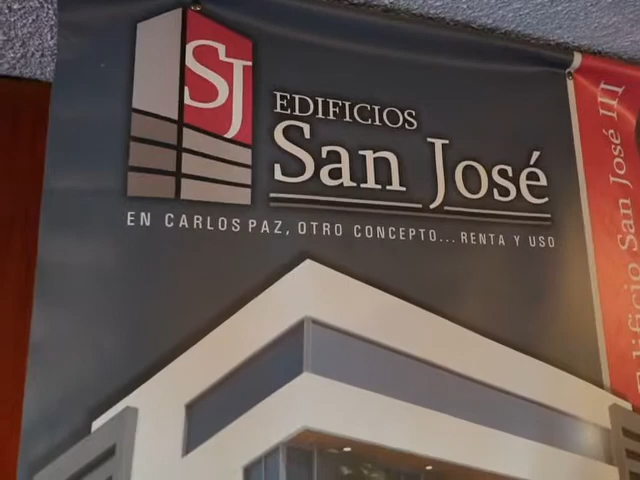 SJ
EDIFICIOS
San José
EN CARLOS PAZ, OTRO CONCEPTO... RENTA Y USO
Edificio San José III